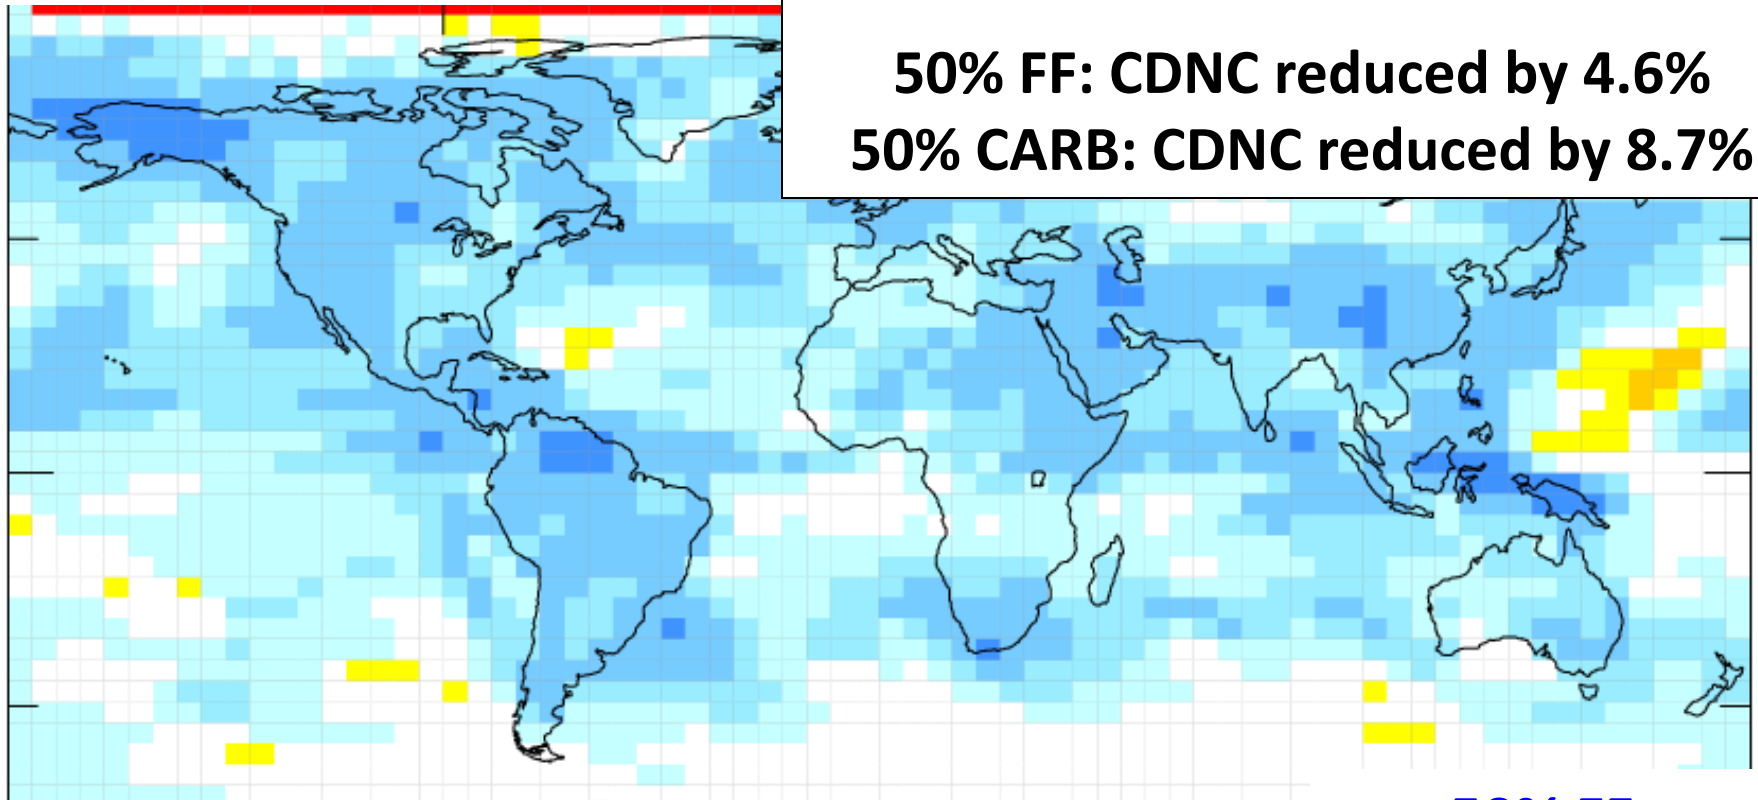 50% FF: CDNC reduced by 4.6%
50% CARB: CDNC reduced by 8.7%